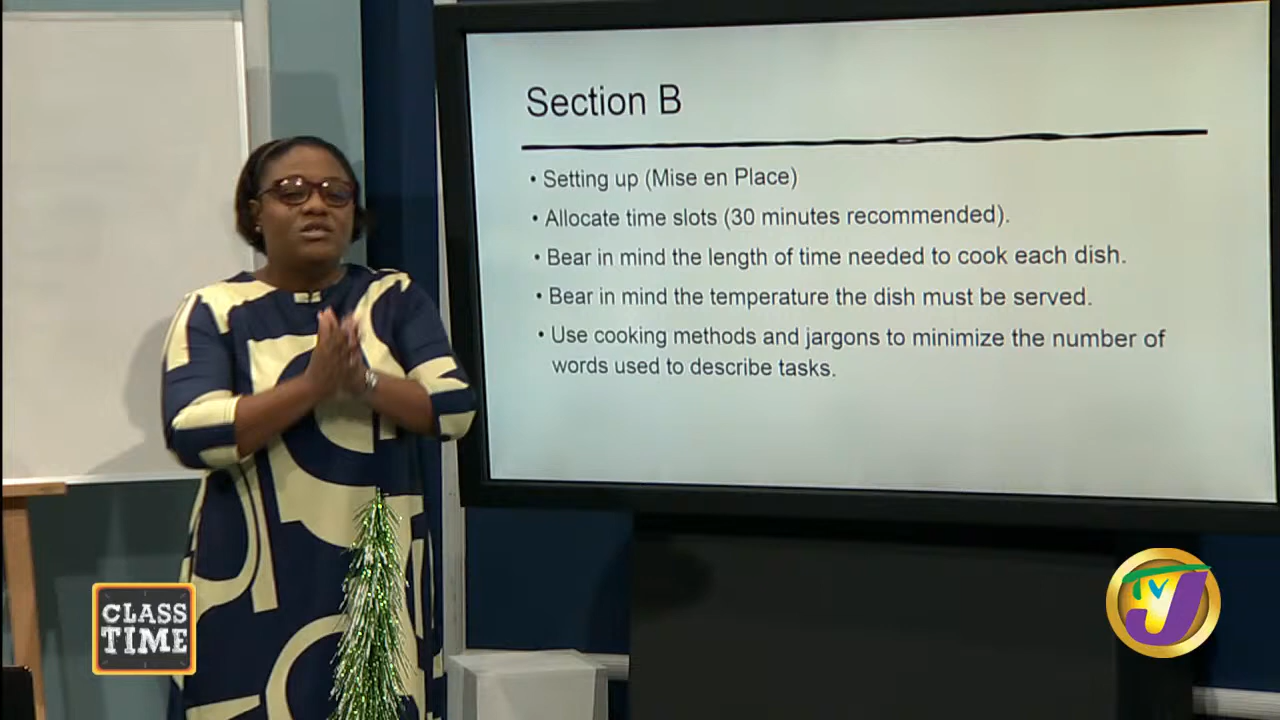 Section B
• Setting up (Mise en Place)
• Allocate time slots (30 minutes recommended).
• Bear in mind the length of time needed to cook each dish.
• Bear in mind the temperature the dish must be served.
• Use cooking methods and jargons to minimize the number of
words used to describe tasks.
CLASS
TIME
TVJ